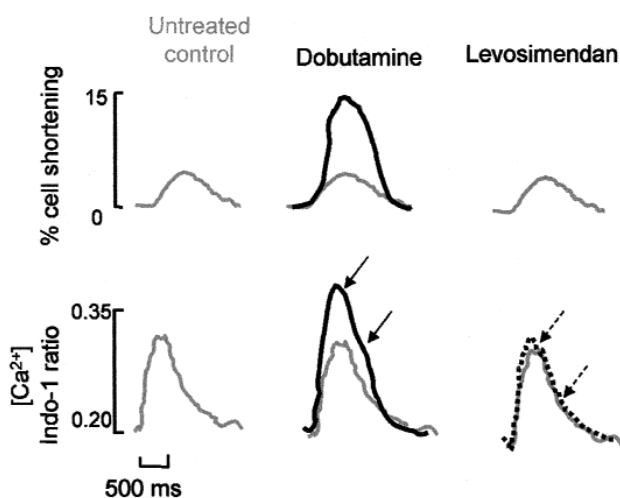 Untreated
control
Dobutamine
Levosimendan
15
% cell shortening
0
0.35
[Ca²⁺]
Indo-1 ratio
0.20
500 ms